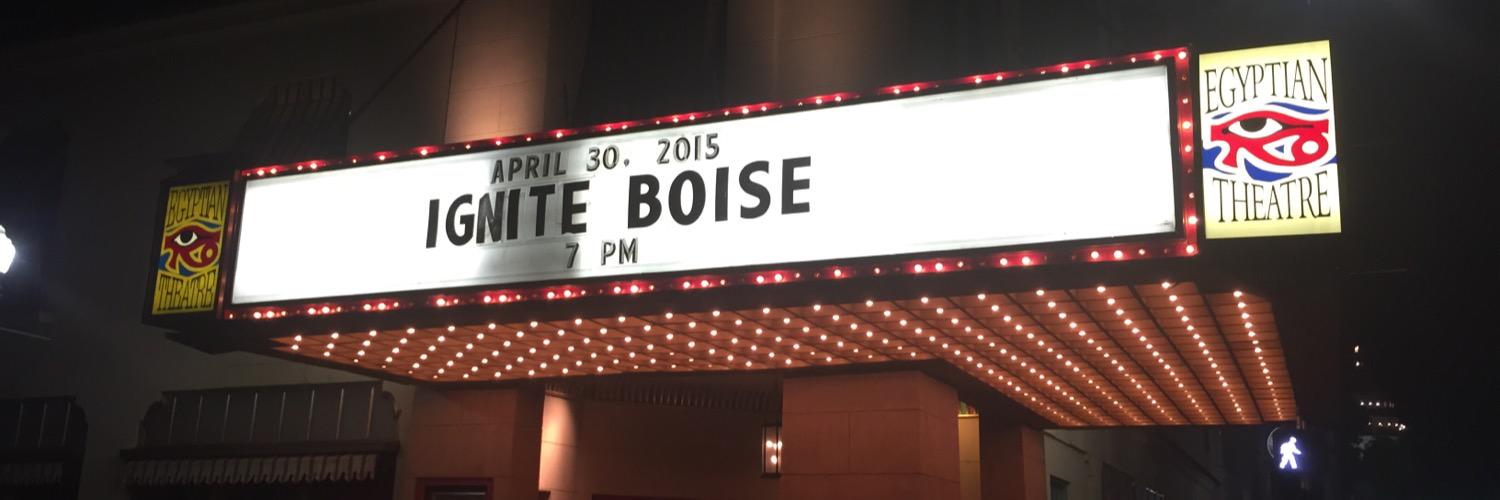 APRIL 30, 2015
IGNITE BOISE
7 PM
EGYPTIAN
THEATRE
EGYPTIAN
THEATRE